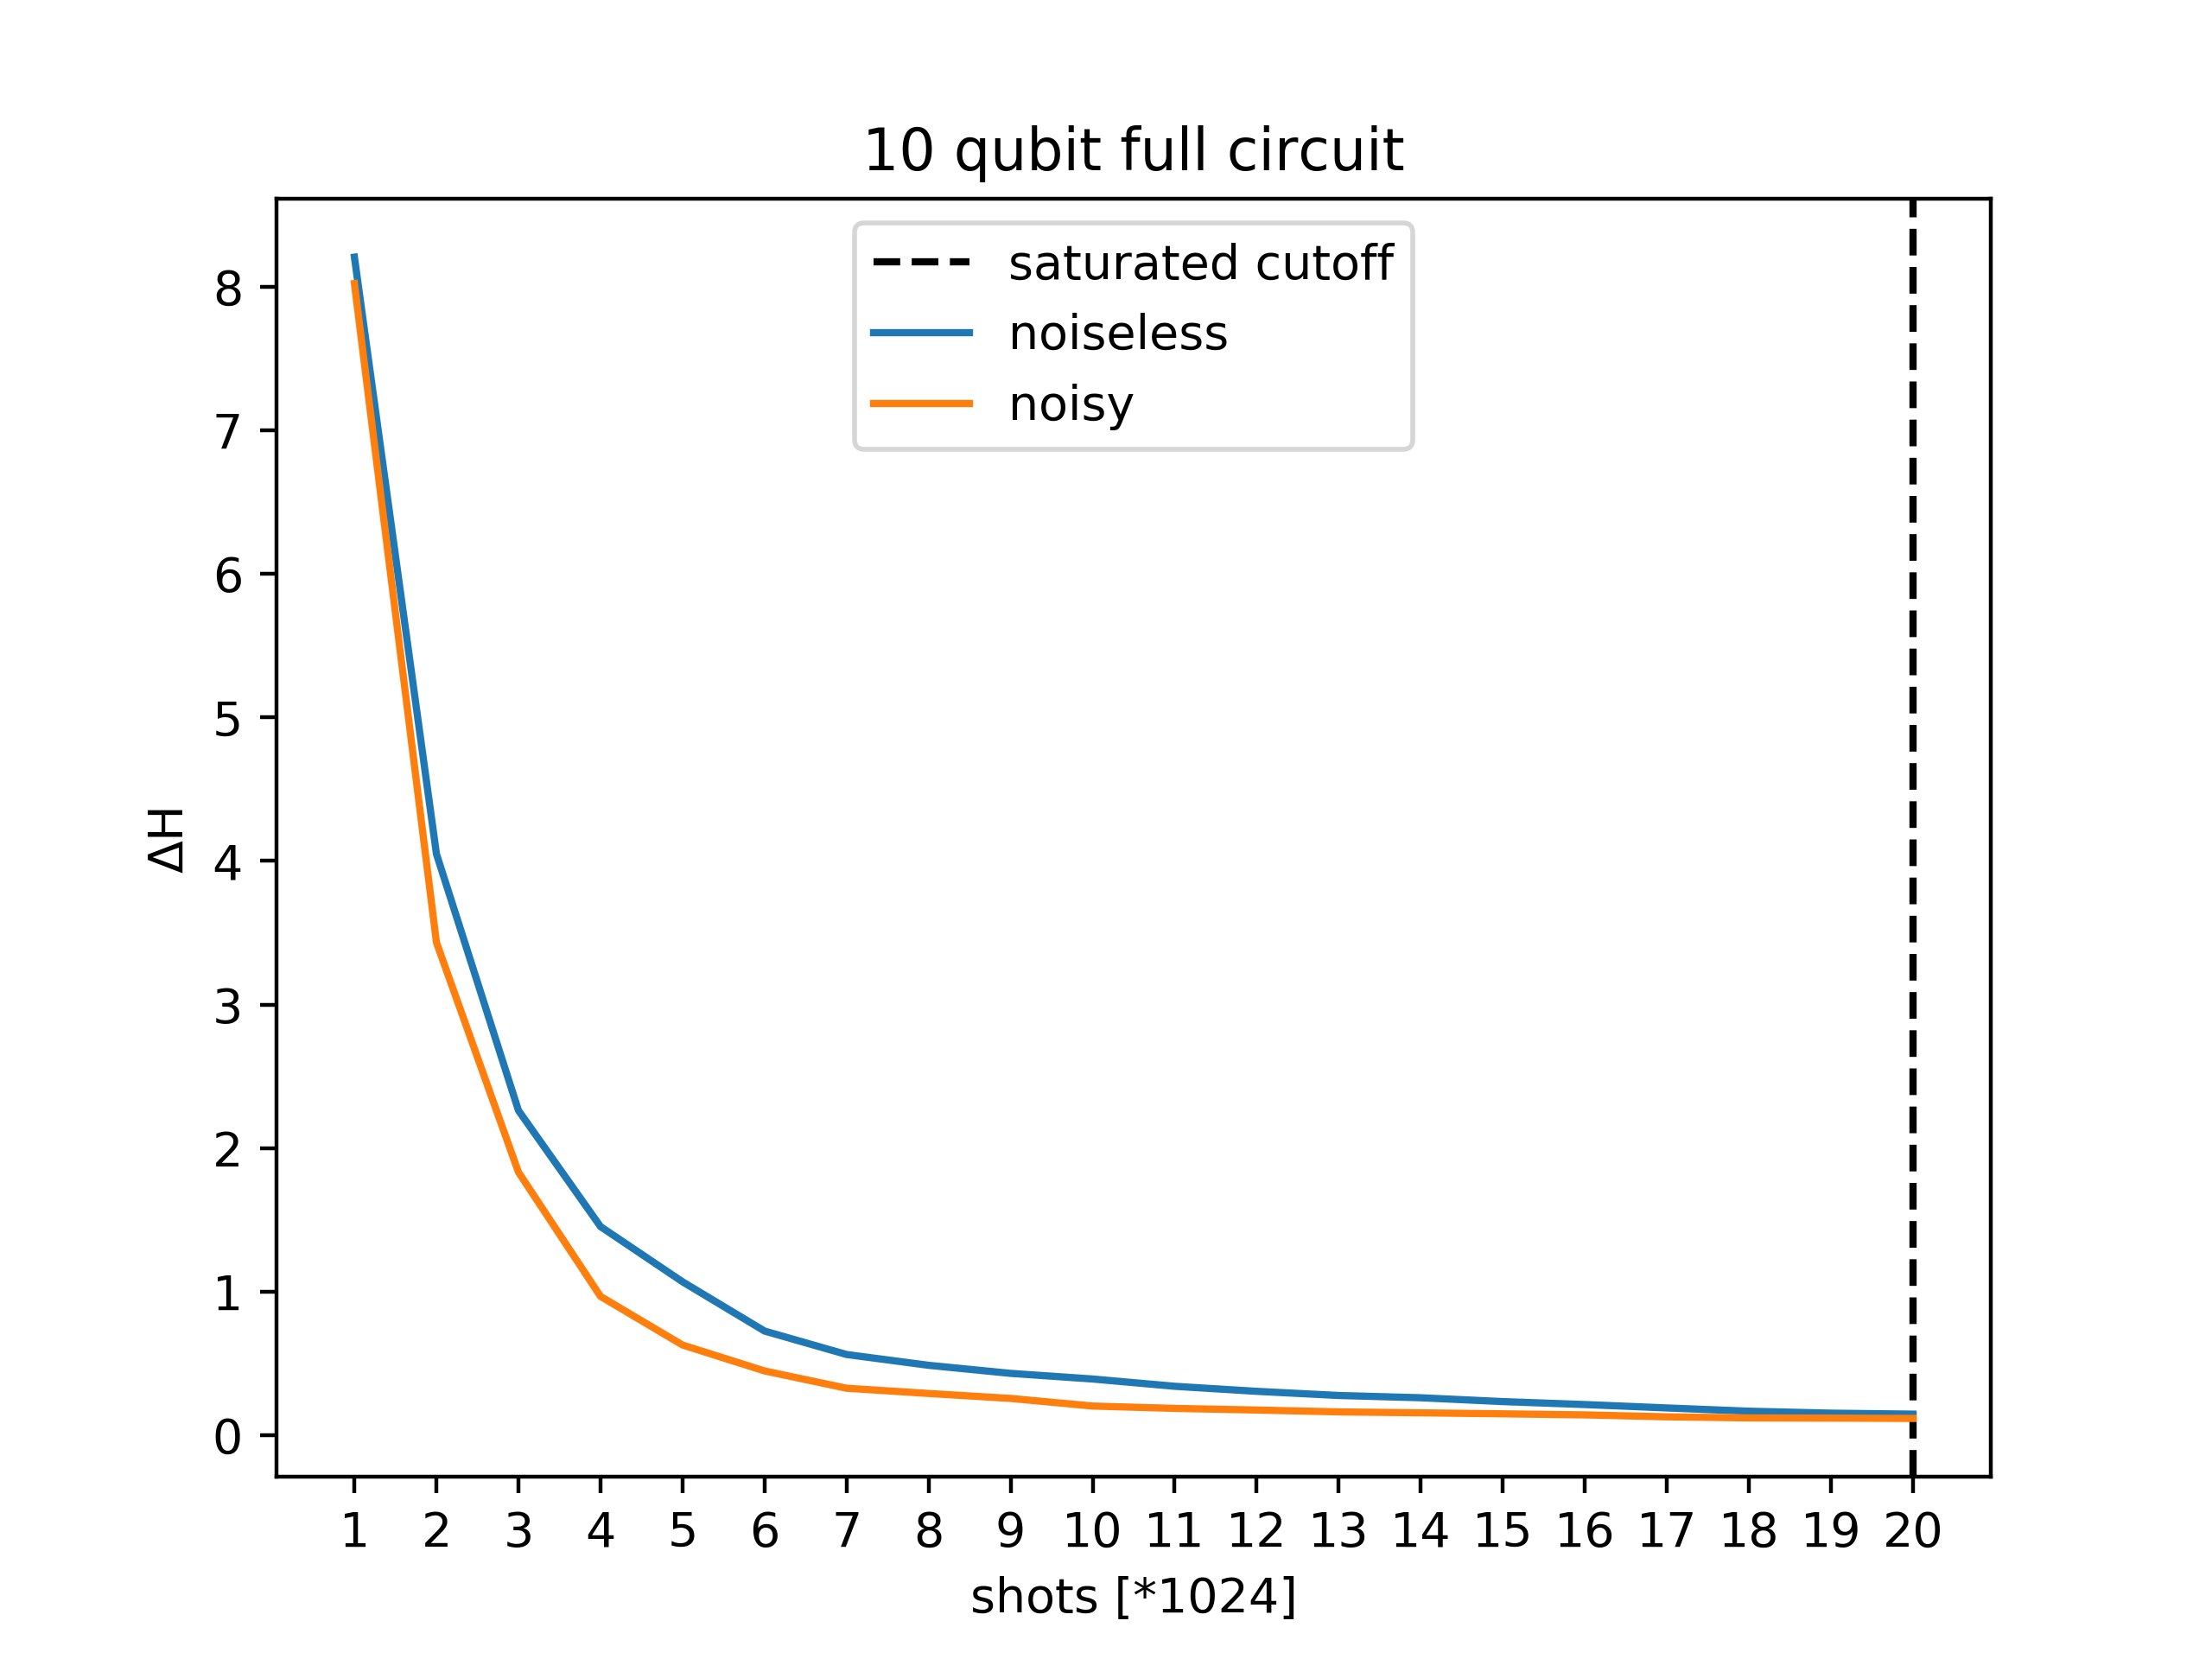 10 qubit full circuit
saturated cutoff
noiseless
noisy
ΔH
8
7
6
5
4
3
2
1
0
1 2 3 4 5 6 7 8 9 10 11 12 13 14 15 16 17 18 19 20
shots [*1024]